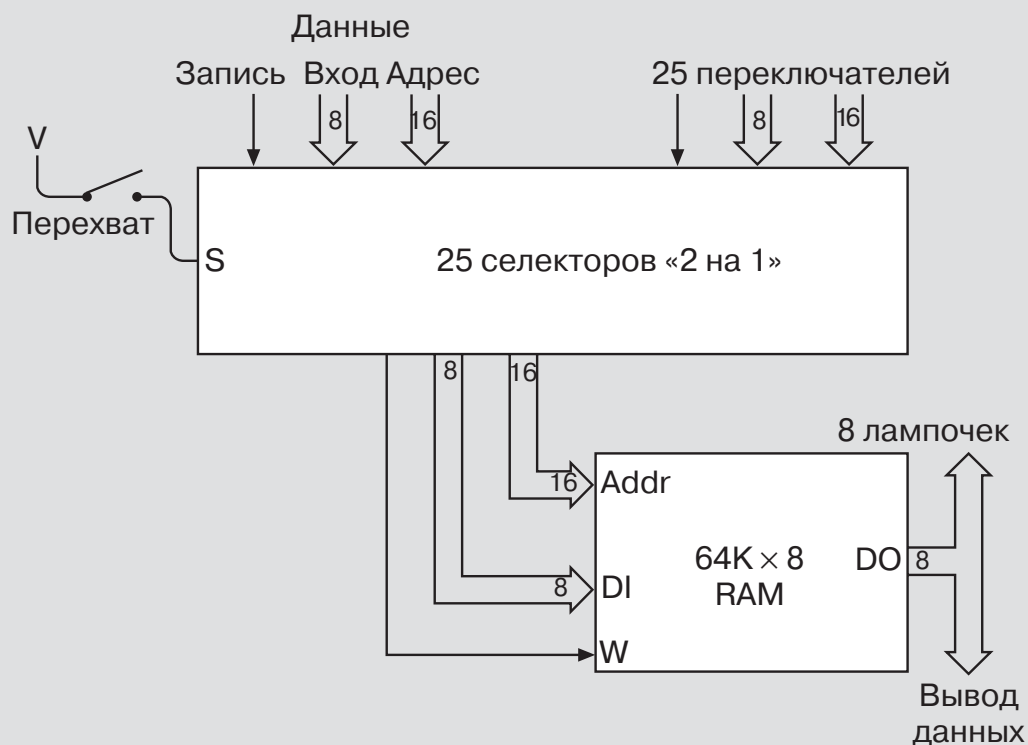 Данные
Запись Вход Адрес
25 переключателей
8
16
8
16
V
Перехват
S
25 селекторов «2 на 1»
8
16
8 лампочек
16
Addr
64K × 8
RAM
DO
8
8
DI
W
Вывод
данных